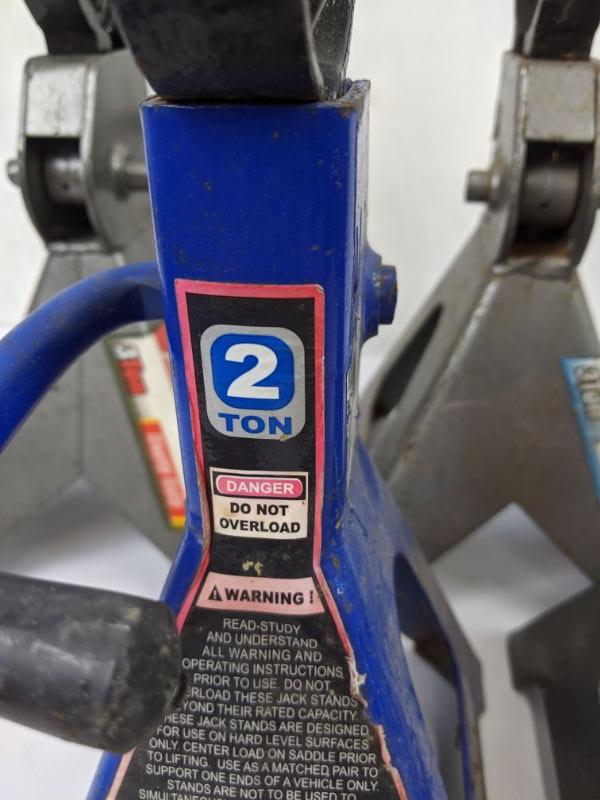 2
TON
DANGER
DO NOT
OVERLOAD
WARNING !
READ-STUDY
AND UNDERSTAND
ALL WARNING AND
OPERATING INSTRUCTIONS
PRIOR TO USE. DO NOT
ERLOAD THESE JACK STANDS
YOND THEIR RATED CAPACITY.
HESE JACK STANDS ARE DESIGNED
FOR USE ON HARD LEVEL SURFACES
ONLY. CENTER LOAD ON SADDLE PRIOR
TO LIFTING. USE AS A MATCHED PAIR TO
SUPPORT ONE ENDS OF A VEHICLE ONLY.
STANDS ARE NOT TO BE USED TO
3 Ton